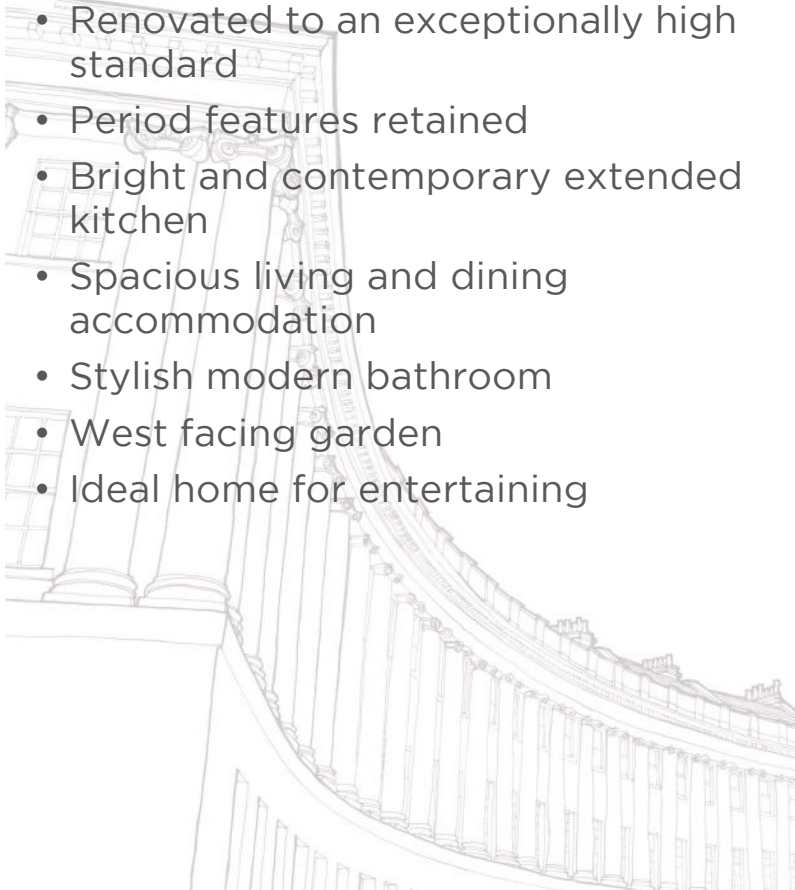 • Renovated to an exceptionally high
standard
• Period features retained
• Bright and contemporary extended
kitchen
• Spacious living and dining
accommodation
• Stylish modern bathroom
• West facing garden
• Ideal home for entertaining